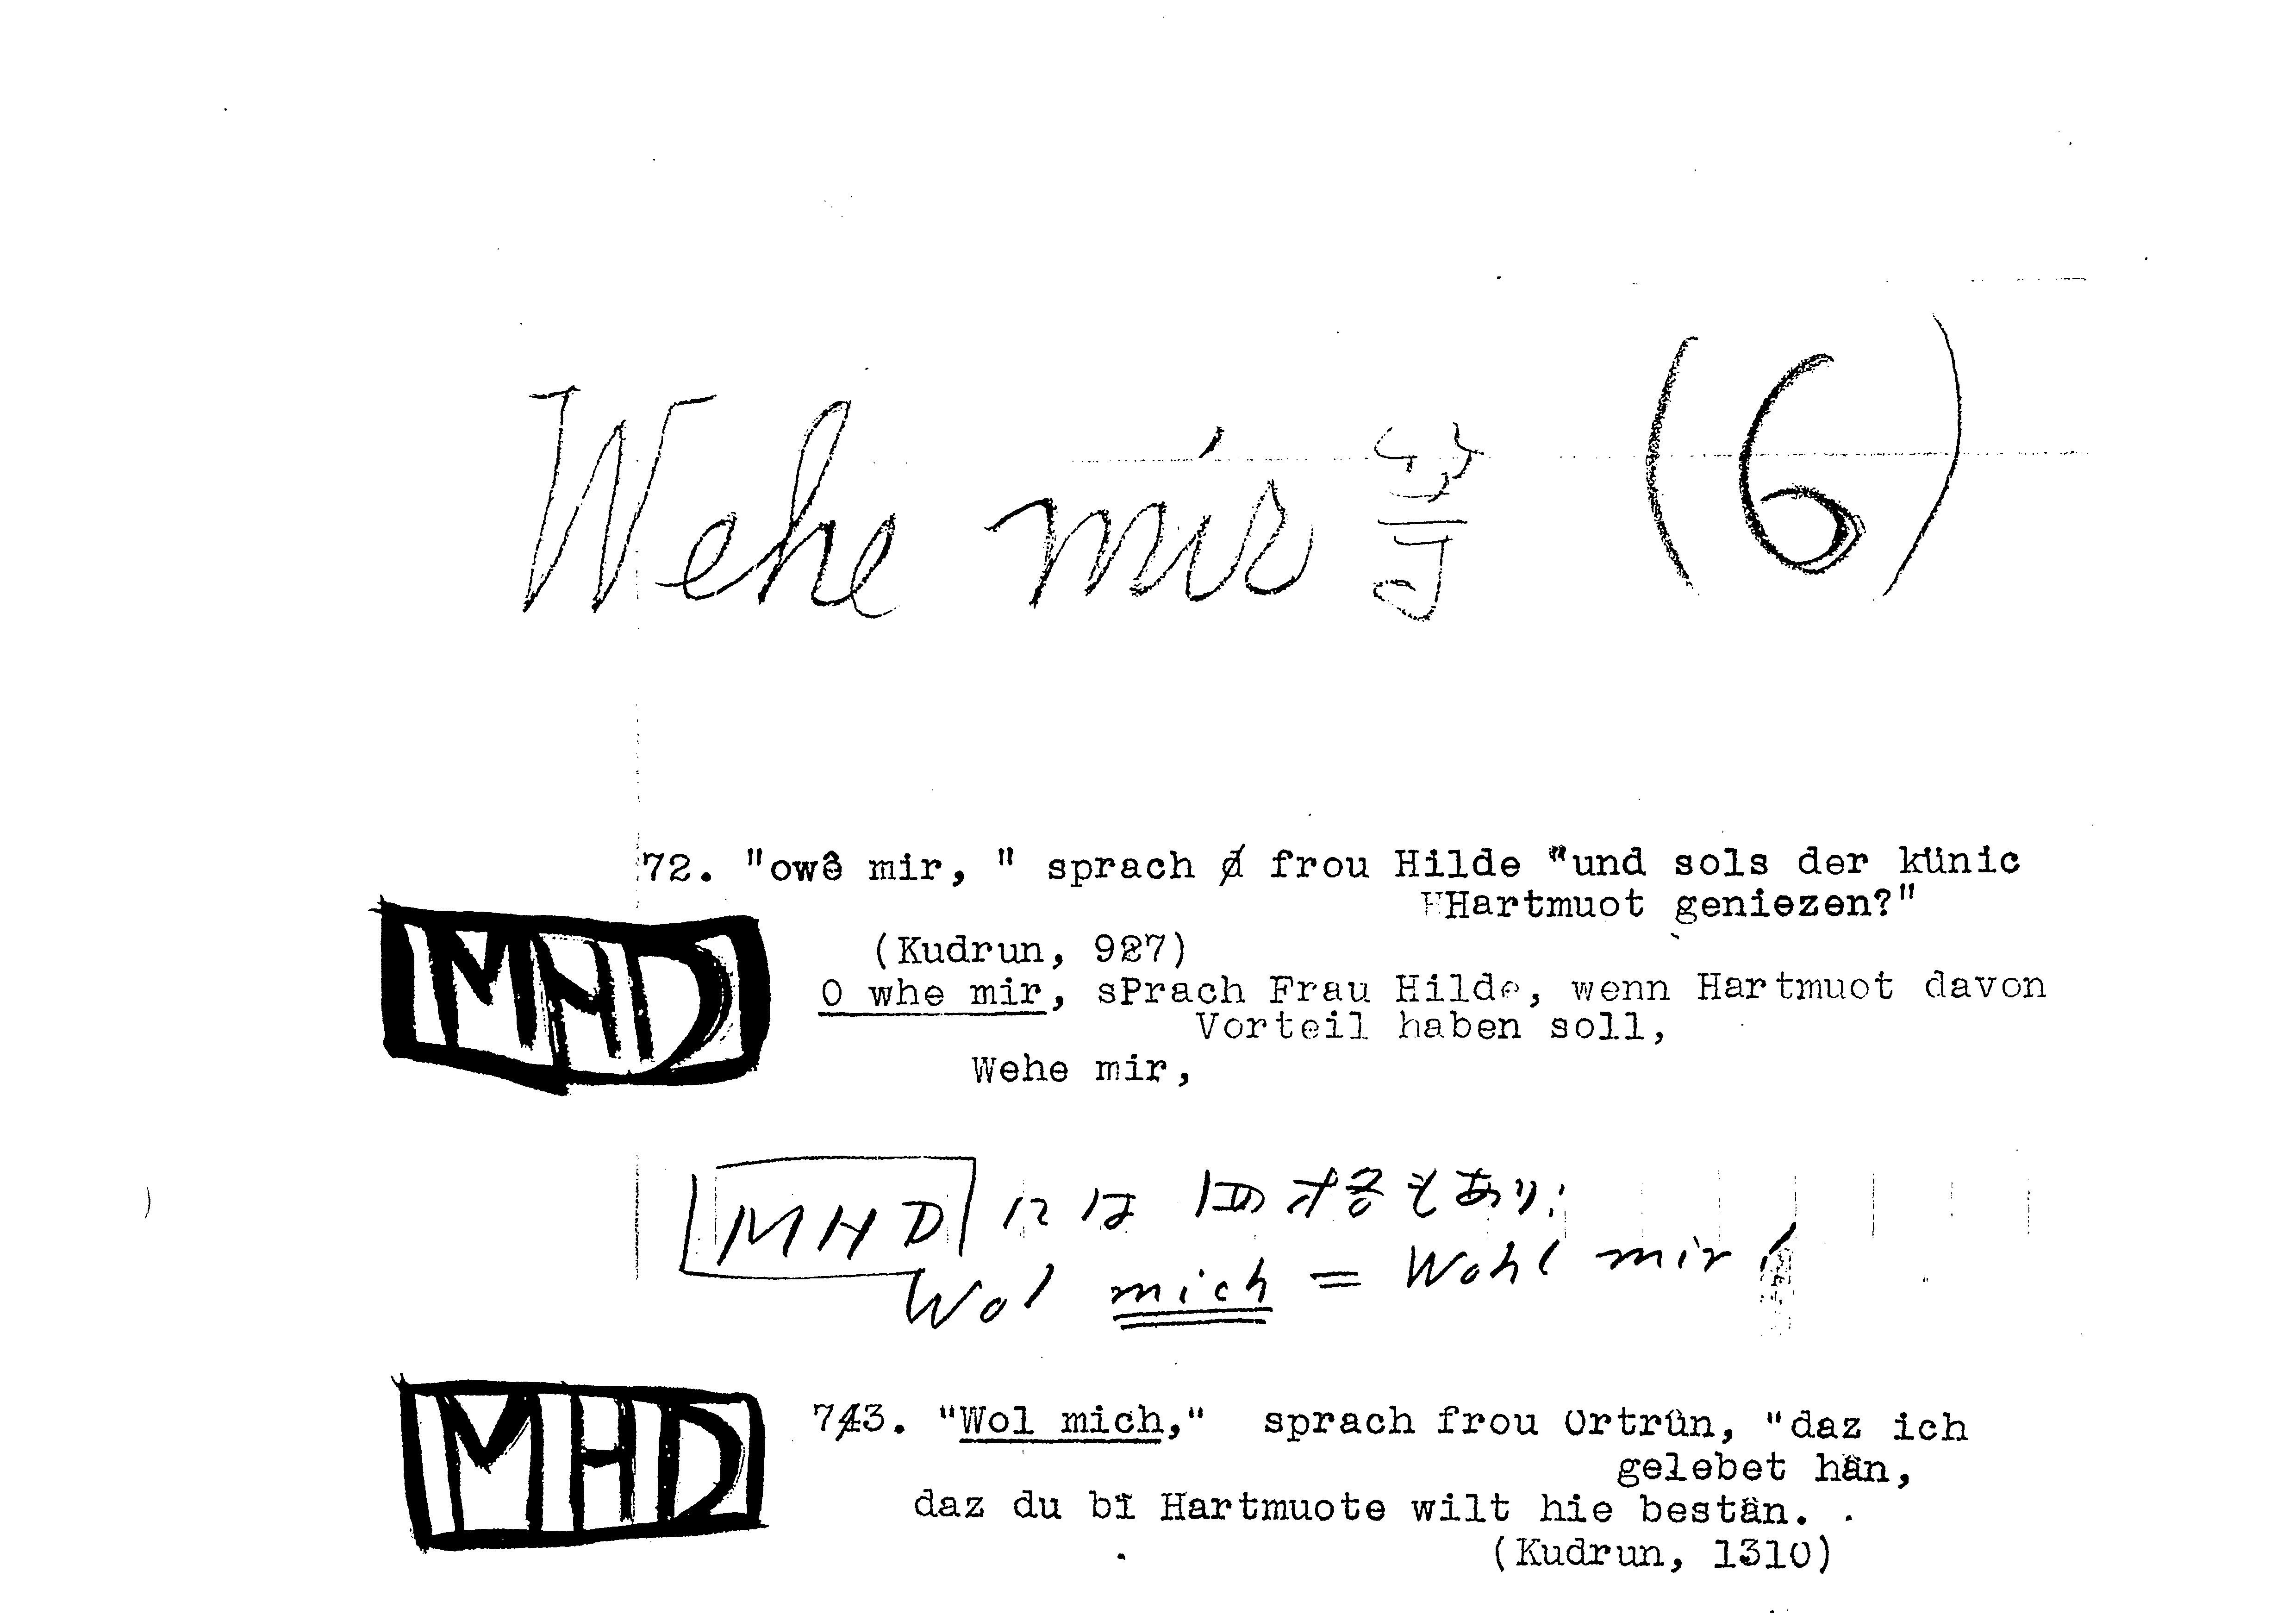 Wehe mir 等 (6)
72. "owê mir, " sprach frou Hilde "und sols der künic
Hartmuot geniezen?"
(Kudrun, 927)
MHD
O whe mir, sPrach Frau Hilde, wenn Hartmuot davon
Vorteil haben soll,
Wehe mir,
MHD には 四格もあり:
Wol mich = Wohl mir!
MHD
73. "Wol mich," sprach frou Ortrûn, "daz ich
gelebet hân,
daz du bî Hartmuote wilt hie bestân.
(Kudrun, 1310)